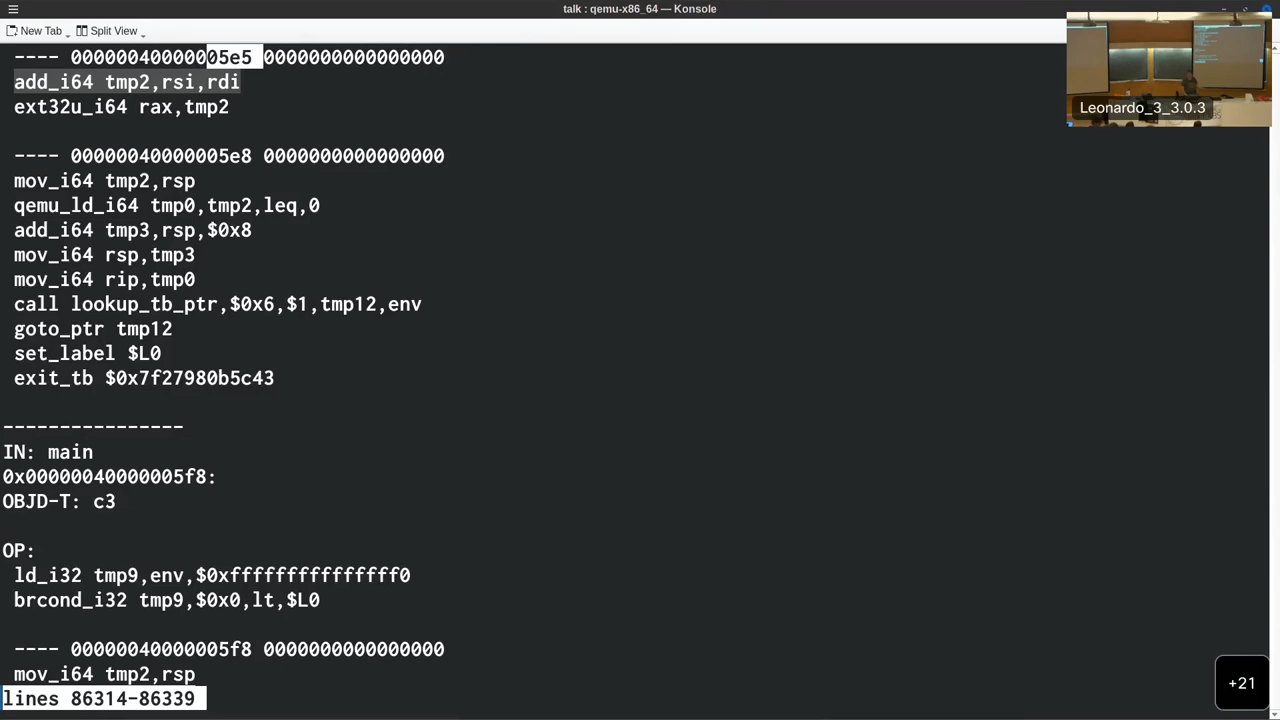 talk : qemu-x86_64 — Konsole
New Tab Split View
---- 00000040000005e5 0000000000000000
add_i64 tmp2,rsi,rdi
ext32u_i64 rax,tmp2
---- 00000040000005e8 0000000000000000
mov_i64 tmp2,rsp
qemu_ld_i64 tmp0,tmp2,leq,0
add_i64 tmp3,rsp,$0x8
mov_i64 rsp,tmp3
mov_i64 rip,tmp0
call lookup_tb_ptr,$0x6,$1,tmp12,env
goto_ptr tmp12
set_label $L0
exit_tb $0x7f27980b5c43
----------------
IN: main
0x00000040000005f8:
OBJD-T: c3
OP:
ld_i32 tmp9,env,$0xfffffffffffffff0
brcond_i32 tmp9,$0x0,lt,$L0
---- 00000040000005f8 0000000000000000
mov_i64 tmp2,rsp
lines 86314-86339
Leonardo_3_3.0.3
+21